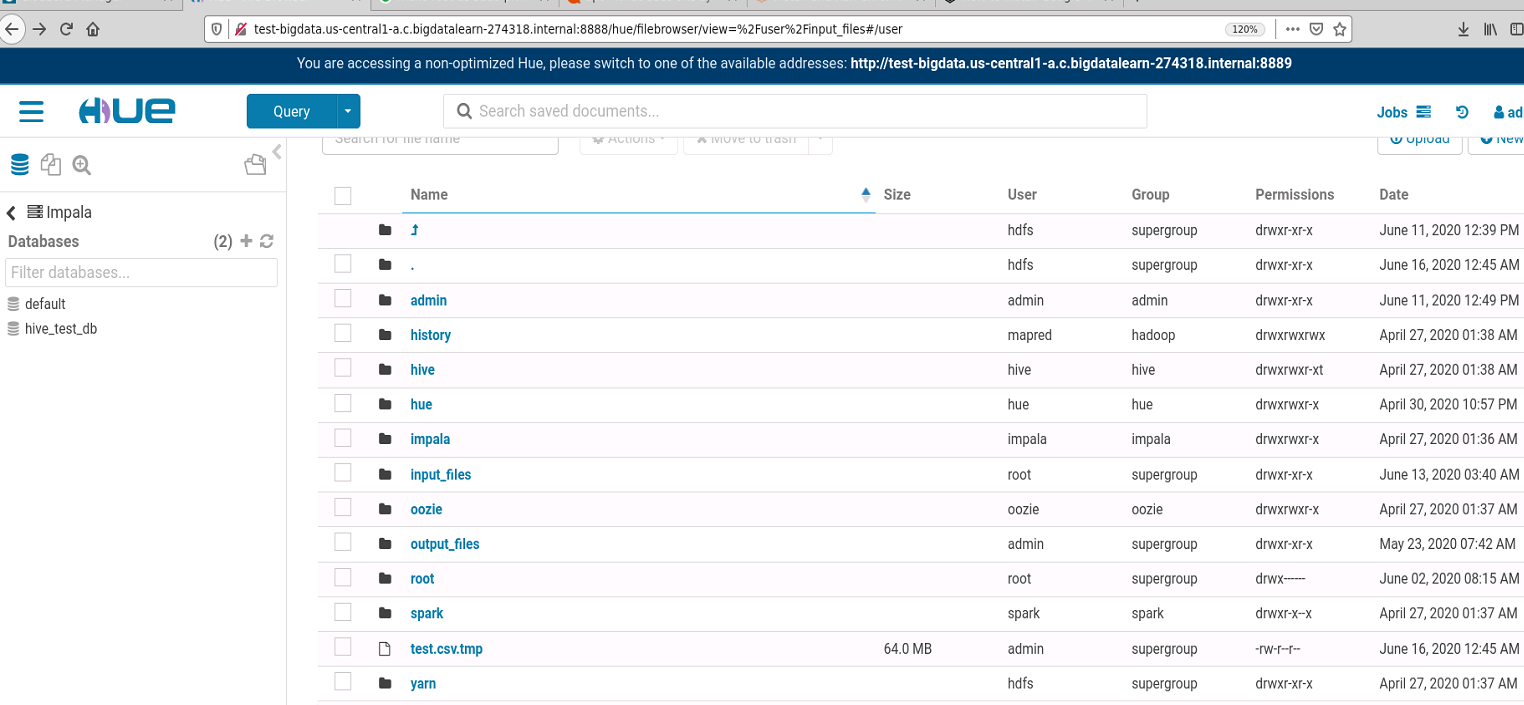 test-bigdata.us-central1-a.c.bigdatalearn-274318.internal:8888/hue/filebrowser/view=%2Fuser%2Finput_files#/user 120%
You are accessing a non-optimized Hue, please switch to one of the available addresses: http://test-bigdata.us-central1-a.c.bigdatalearn-274318.internal:8889
HUE Query Search saved documents... Jobs ad
Search for file name Actions Move to trash Upload New
Name Size User Group Permissions Date
Impala
Databases (2)
Filter databases...
default
hive_test_db
hdfs supergroup drwxr-xr-x June 11, 2020 12:39 PM
. hdfs supergroup drwxr-xr-x June 16, 2020 12:45 AM
admin admin admin drwxr-xr-x June 11, 2020 12:49 PM
history mapred hadoop drwxrwxrwx April 27, 2020 01:38 AM
hive hive hive drwxrwxr-xt April 27, 2020 01:38 AM
hue hue hue drwxrwxr-x April 30, 2020 10:57 PM
impala impala impala drwxrwxr-x April 27, 2020 01:36 AM
input_files root supergroup drwxr-xr-x June 13, 2020 03:40 AM
oozie oozie oozie drwxrwxr-x April 27, 2020 01:37 AM
output_files admin supergroup drwxr-xr-x May 23, 2020 07:42 AM
root root supergroup drwx------ June 02, 2020 08:15 AM
spark spark spark drwxr-x--x April 27, 2020 01:37 AM
test.csv.tmp 64.0 MB admin supergroup -rw-r--r-- June 16, 2020 12:45 AM
yarn hdfs supergroup drwxr-xr-x April 27, 2020 01:37 AM